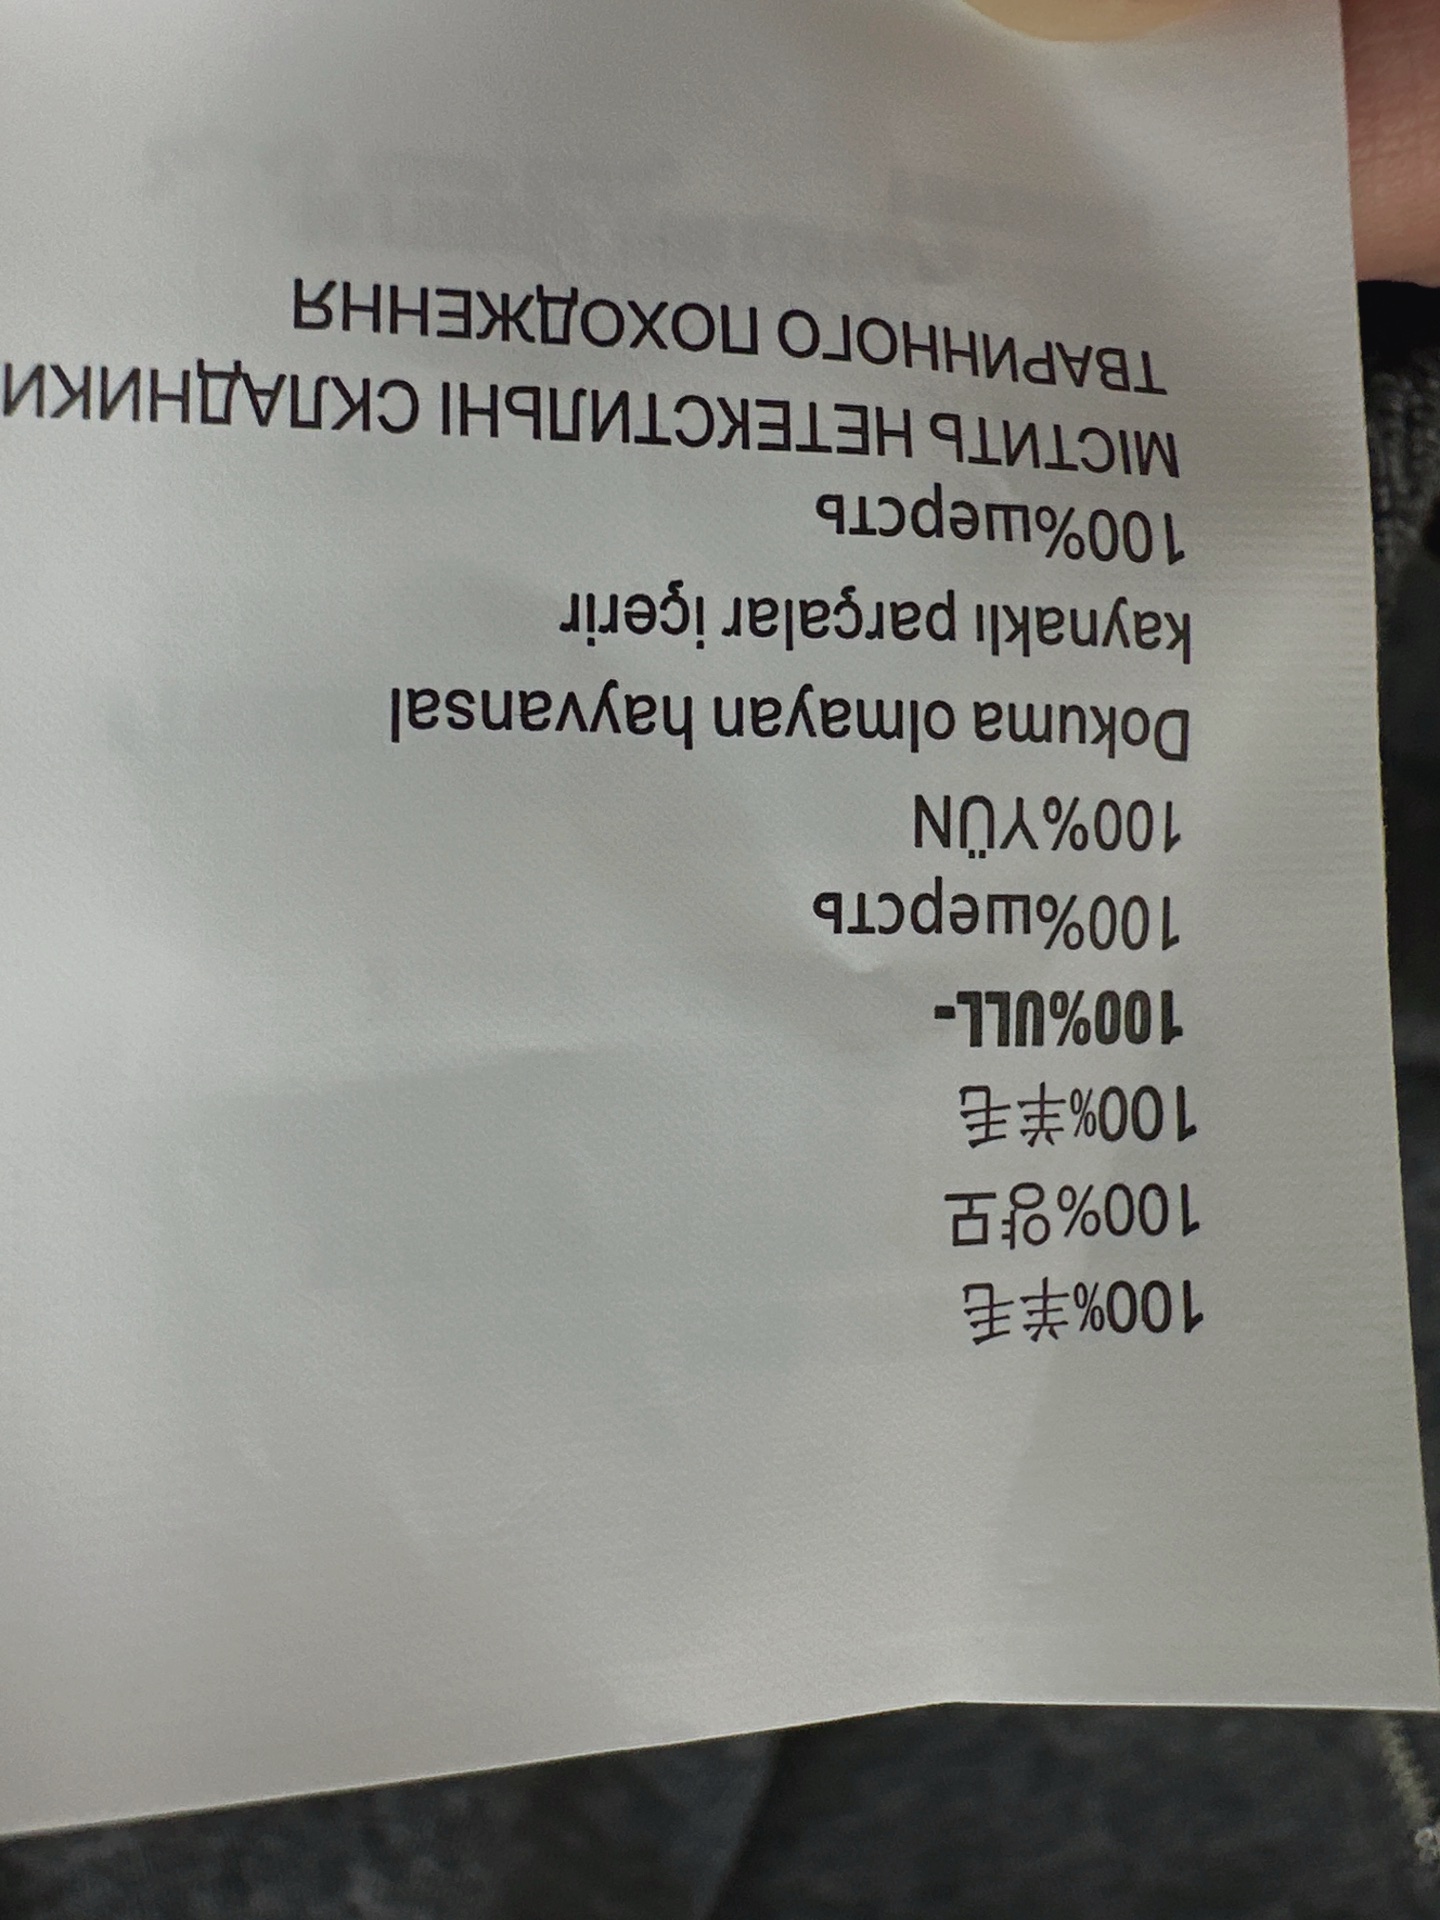 100%羊毛
100%양모
100%羊毛
100%ULL-
100%шерсть
100%YÜN
Dokuma olmayan hayvansal
kaynaklı parçalar içerir
100%шерсть
МІСТИТЬ НЕТЕКСТИЛЬНІ СКЛАДНИКИ
ТВАРИННОГО ПОХОДЖЕННЯ